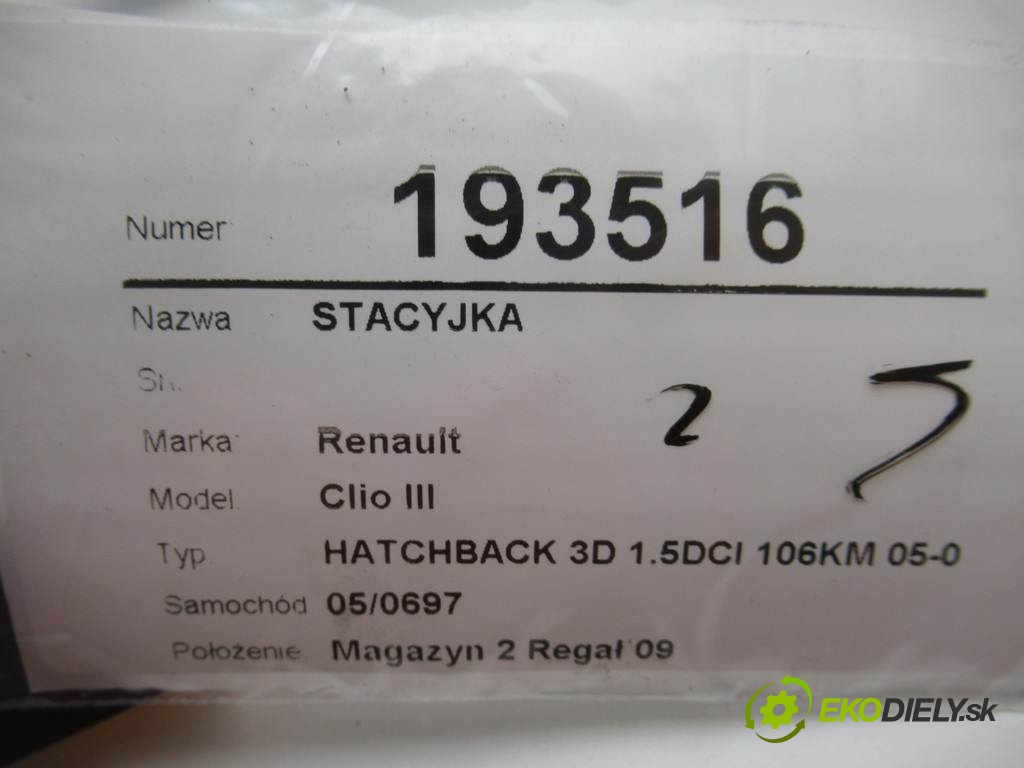 Numer 193516
Nazwa STACYJKA
Sn.
Marka: Renault
2 5
Model. Clio III
Typ HATCHBACK 3D 1.5DCI 106KM 05-0
Samochód 05/0697
Położenie Magazyn 2 Regał 09
EKODIELY.sk